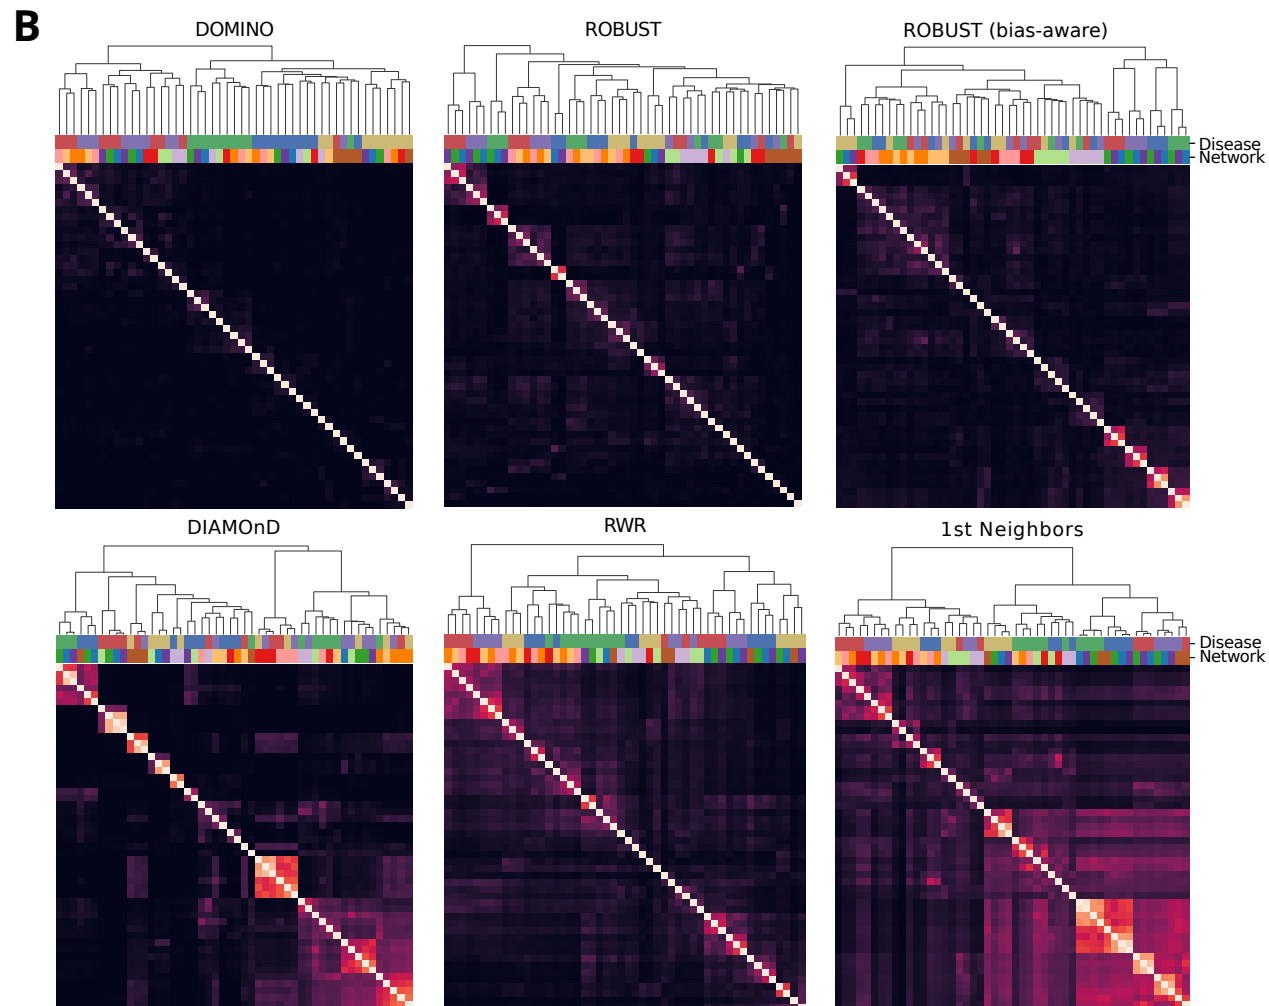 B
DOMINO
ROBUST
ROBUST (bias-aware)
Disease
Network
DIAMOnD
RWR
1st Neighbors
Disease
Network